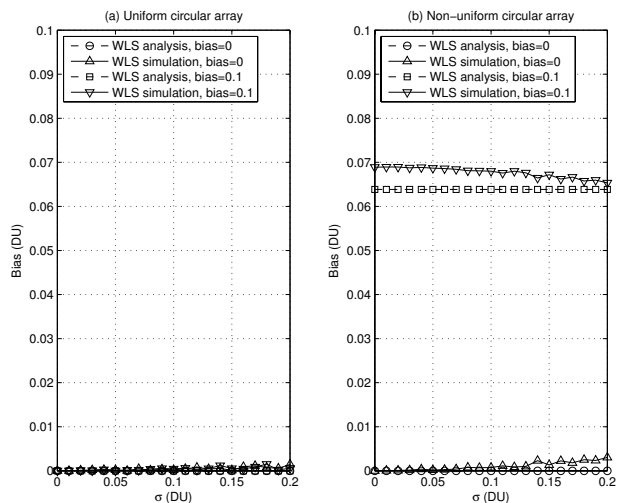 (a) Uniform circular array
0.1
0.09
0.08
0.07
0.06
0.05
0.04
0.03
0.02
0.01
0
Bias (DU)
WLS analysis, bias=0
WLS simulation, bias=0
WLS analysis, bias=0.1
WLS simulation, bias=0.1
0 0.05 0.1 0.15 0.2
σ (DU)
(b) Non−uniform circular array
0.1
0.09
0.08
0.07
0.06
0.05
0.04
0.03
0.02
0.01
0
Bias (DU)
WLS analysis, bias=0
WLS simulation, bias=0
WLS analysis, bias=0.1
WLS simulation, bias=0.1
0 0.05 0.1 0.15 0.2
σ (DU)